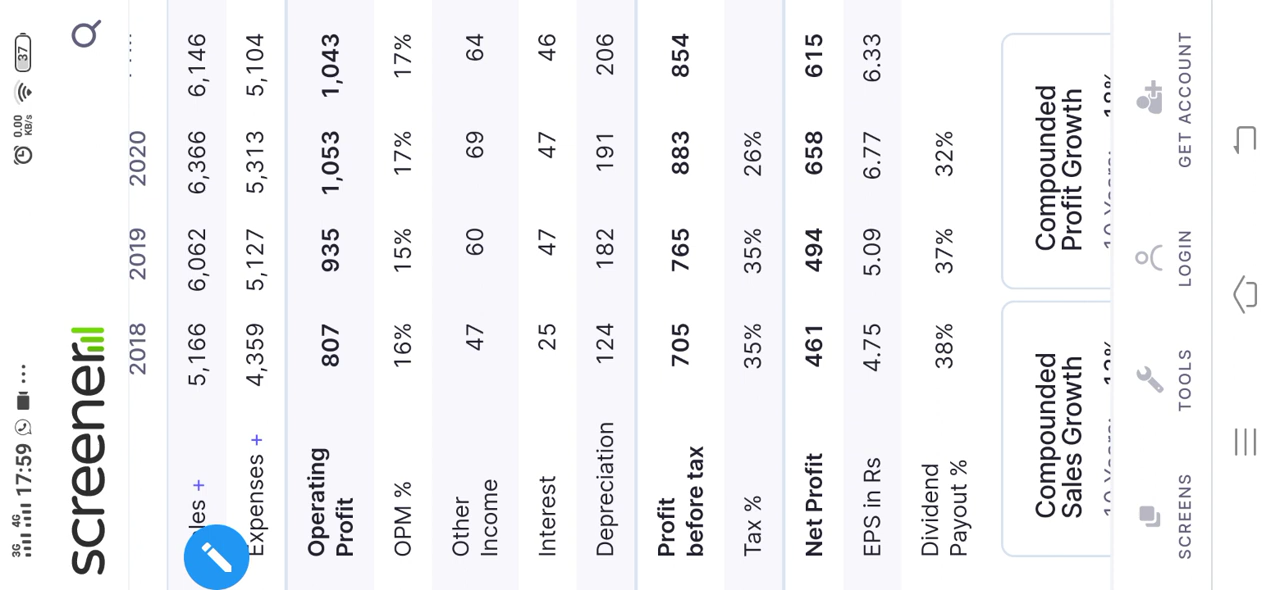 3G 4G 17:59 ... 0.00 KB/s 37
screener
2018 2019 2020
les + 5,166 6,062 6,366 6,146
Expenses + 4,359 5,127 5,313 5,104
Operating
Profit 807 935 1,053 1,043
OPM % 16% 15% 17% 17%
Other
Income 47 60 69 64
Interest 25 47 47 46
Depreciation 124 182 191 206
Profit
before tax 705 765 883 854
Tax % 35% 35% 26%
Net Profit 461 494 658 615
EPS in Rs 4.75 5.09 6.77 6.33
Dividend
Payout % 38% 37% 32%
Compounded
Sales Growth
Compounded
Profit Growth
SCREENS TOOLS LOGIN GET ACCOUNT